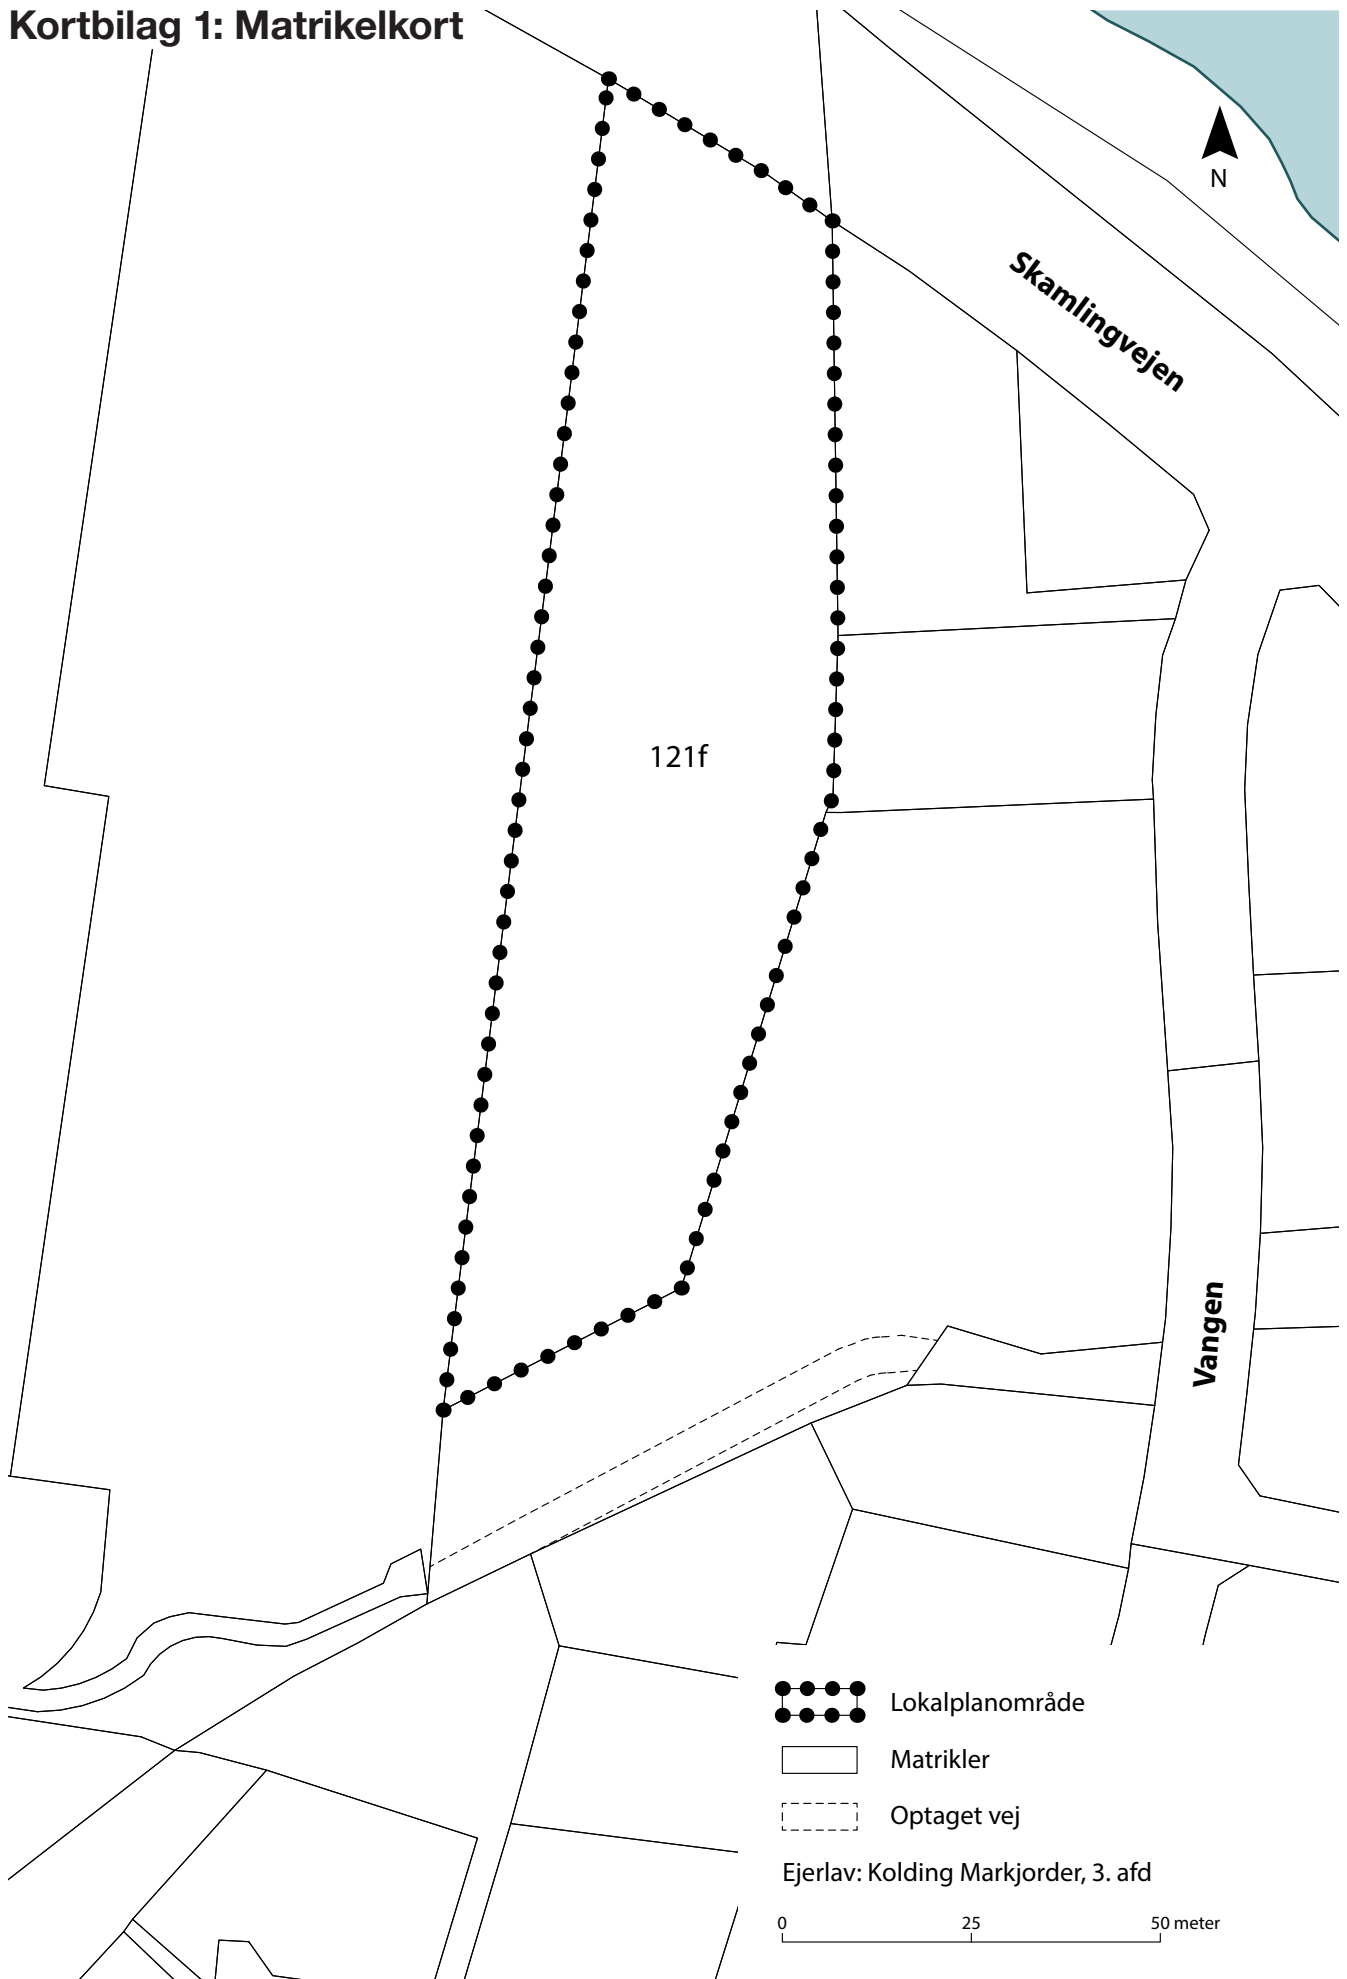 Kortbilag 1: Matrikelkort
N
Skamlingvejen
121f
Vangen
Lokalplanområde
Matrikler
Optaget vej
Ejerlav: Kolding Markjorder, 3. afd
0 25 50 meter